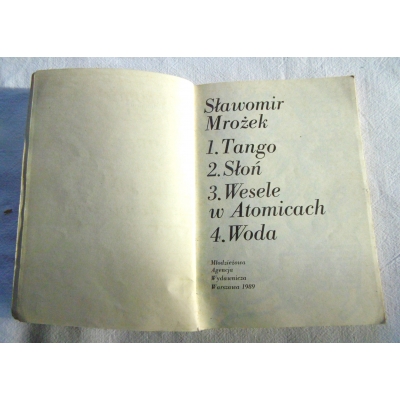 Sławomir
Mrożek
1. Tango
2. Słoń
3. Wesele
w Atomicach
4. Woda
Młodzieżowa
Agencja
Wydawnicza
Warszawa 1989